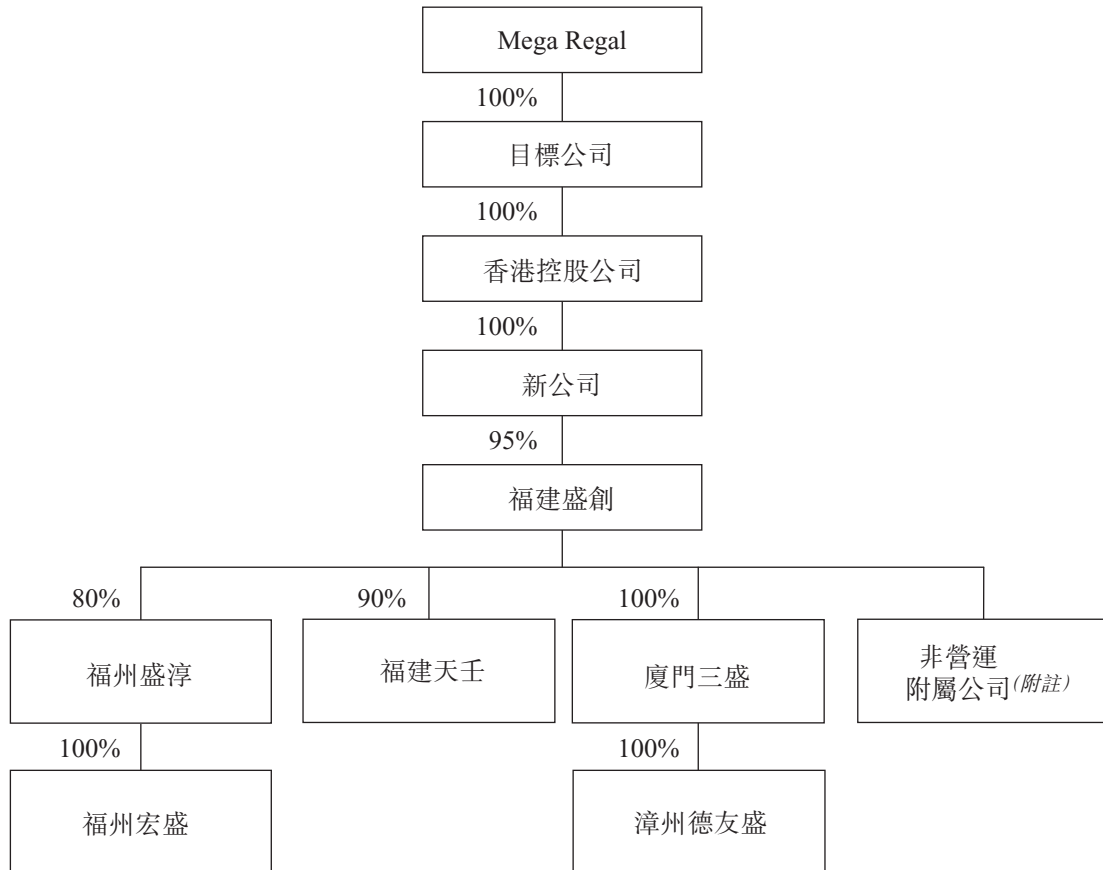 Mega Regal
100%
目標公司
100%
香港控股公司
100%
新公司
95%
福建盛創
80%
90%
100%
福州盛淳
福建天壬
廈門三盛
非營運
附屬公司(附註)
100%
100%
福州宏盛
漳州德友盛